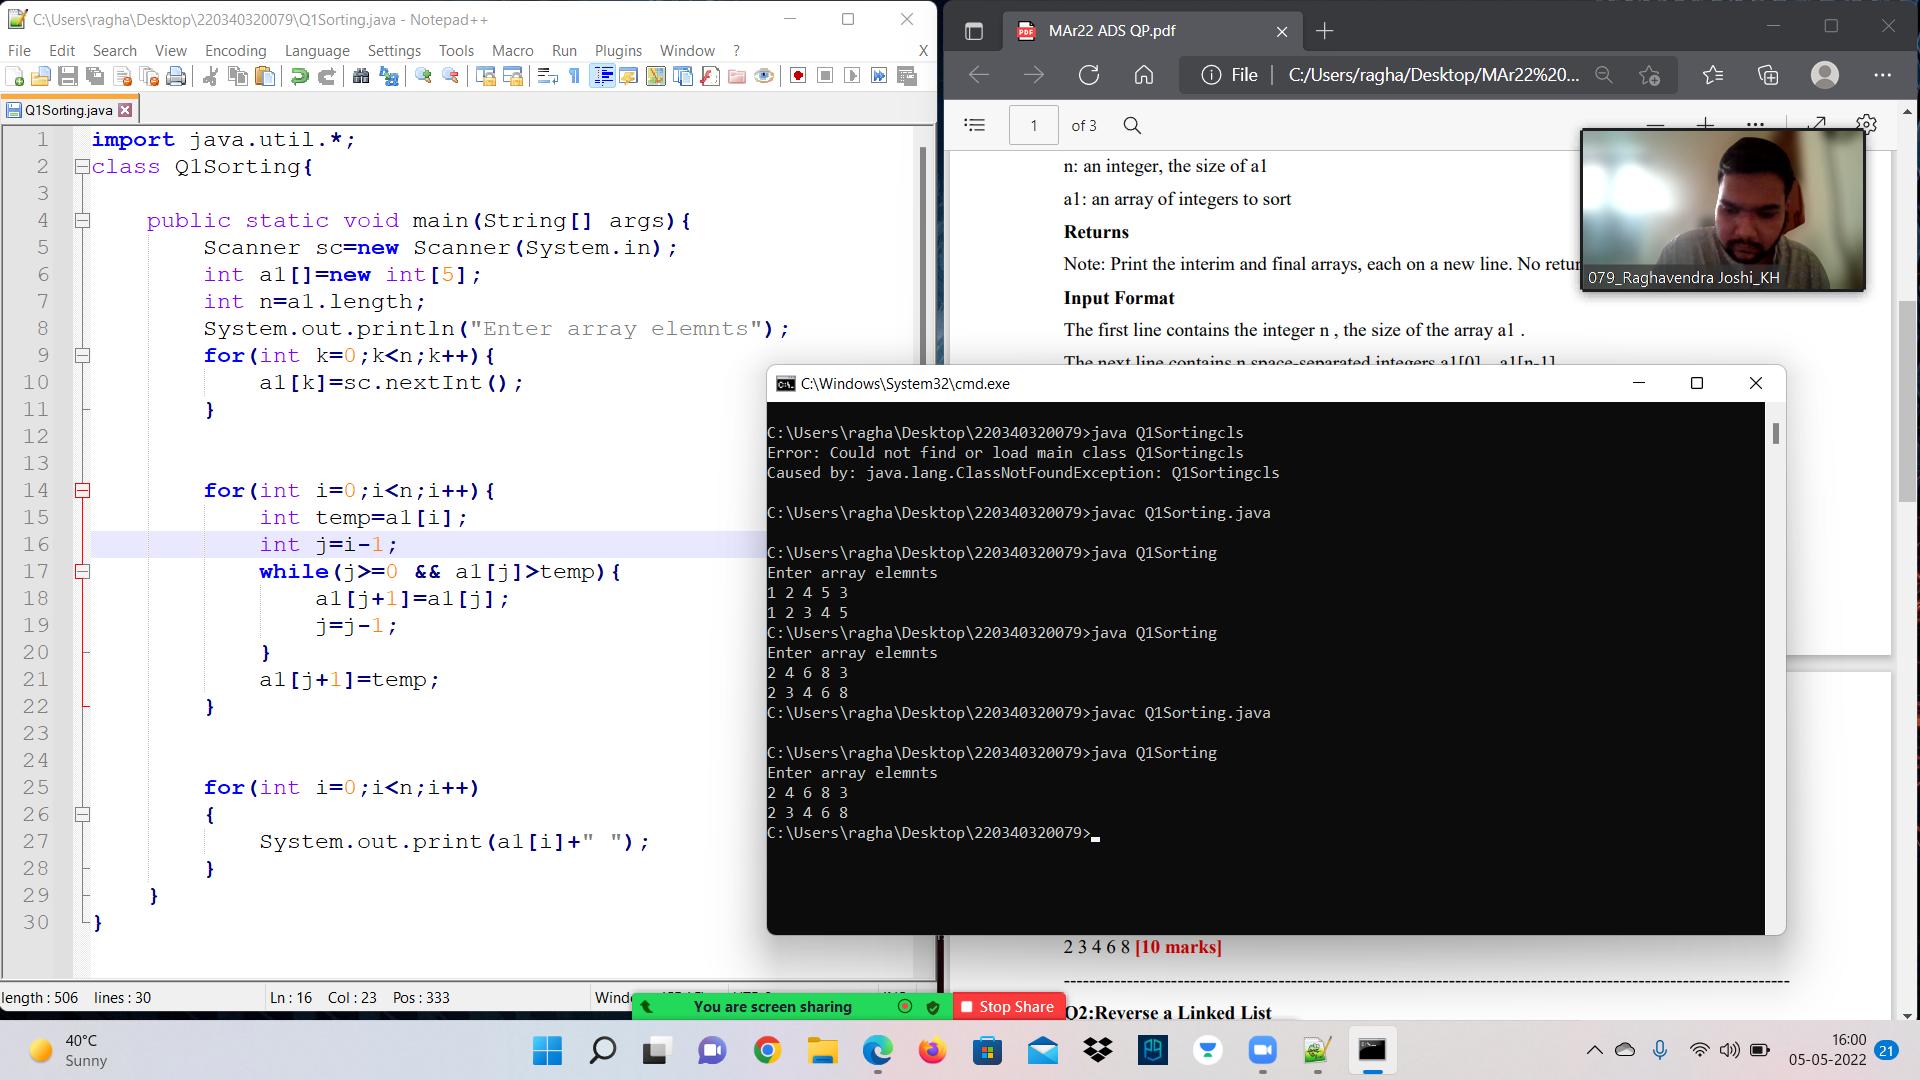 C:\Users\ragha\Desktop\220340320079\Q1Sorting.java - Notepad++
File Edit Search View Encoding Language Settings Tools Macro Run Plugins Window ? X
Q1Sorting.java
1 import java.util.*;
2 class Q1Sorting{
3
4 public static void main(String[] args){
5 Scanner sc=new Scanner(System.in);
6 int a1[]=new int[5];
7 int n=a1.length;
8 System.out.println("Enter array elemnts");
9 for(int k=0;k<n;k++){
10 a1[k]=sc.nextInt();
11 }
12
13
14 for(int i=0;i<n;i++){
15 int temp=a1[i];
16 int j=i-1;
17 while(j>=0 && a1[j]>temp){
18 a1[j+1]=a1[j];
19 j=j-1;
20 }
21 a1[j+1]=temp;
22 }
23
24
25 for(int i=0;i<n;i++)
26 {
27 System.out.print(a1[i]+" ");
28 }
29 }
30 }
length : 506 lines : 30 Ln : 16 Col : 23 Pos : 333
MAr22 ADS QP.pdf
File C:/Users/ragha/Desktop/MAr22%20...
1 of 3
n: an integer, the size of a1
a1: an array of integers to sort
Returns
Note: Print the interim and final arrays, each on a new line. No
Input Format
The first line contains the integer n , the size of the array a1 .
The next line contains n space-separated integers a1[0]...a1[n-1]
079_Raghavendra Joshi_KH
C:\Windows\System32\cmd.exe
C:\Users\ragha\Desktop\220340320079>java Q1Sortingcls
Error: Could not find or load main class Q1Sortingcls
Caused by: java.lang.ClassNotFoundException: Q1Sortingcls
C:\Users\ragha\Desktop\220340320079>javac Q1Sorting.java
C:\Users\ragha\Desktop\220340320079>java Q1Sorting
Enter array elemnts
1 2 4 5 3
1 2 3 4 5
C:\Users\ragha\Desktop\220340320079>java Q1Sorting
Enter array elemnts
2 4 6 8 3
2 3 4 6 8
C:\Users\ragha\Desktop\220340320079>javac Q1Sorting.java
C:\Users\ragha\Desktop\220340320079>java Q1Sorting
Enter array elemnts
2 4 6 8 3
2 3 4 6 8
C:\Users\ragha\Desktop\220340320079>
2 3 4 6 8 [10 marks]
Q2:Reverse a Linked List
You are screen sharing Stop Share
40°C
Sunny
16:00
05-05-2022
21